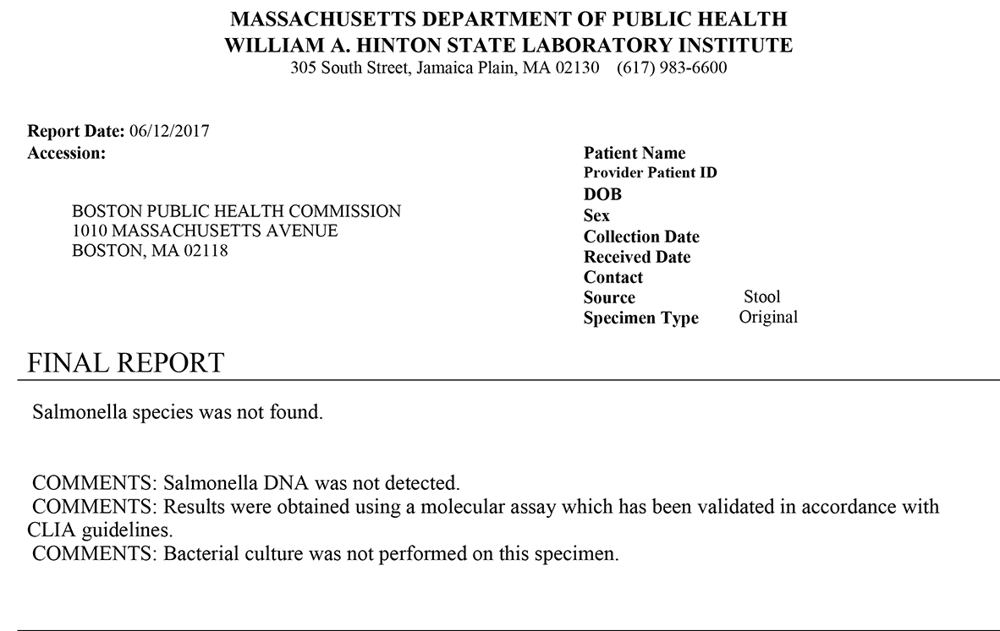 MASSACHUSETTS DEPARTMENT OF PUBLIC HEALTH
WILLIAM A. HINTON STATE LABORATORY INSTITUTE
305 South Street, Jamaica Plain, MA 02130 (617) 983-6600
Report Date: 06/12/2017
Accession:
BOSTON PUBLIC HEALTH COMMISSION
1010 MASSACHUSETTS AVENUE
BOSTON, MA 02118
Patient Name
Provider Patient ID
DOB
Sex
Collection Date
Received Date
Contact
Source Stool
Specimen Type Original
FINAL REPORT
Salmonella species was not found.
COMMENTS: Salmonella DNA was not detected.
COMMENTS: Results were obtained using a molecular assay which has been validated in accordance with
CLIA guidelines.
COMMENTS: Bacterial culture was not performed on this specimen.